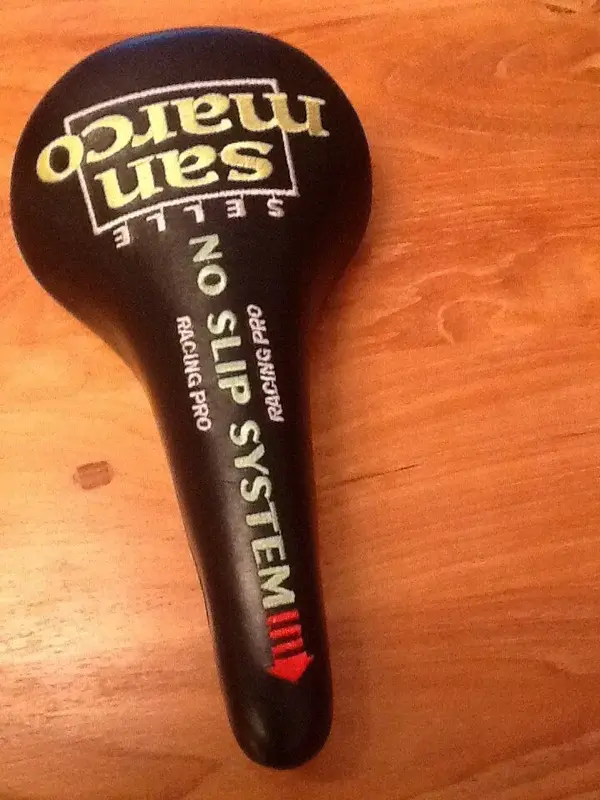 SELLE
san
marco
NO SLIP SYSTEM
RACING PRO
RACING PRO